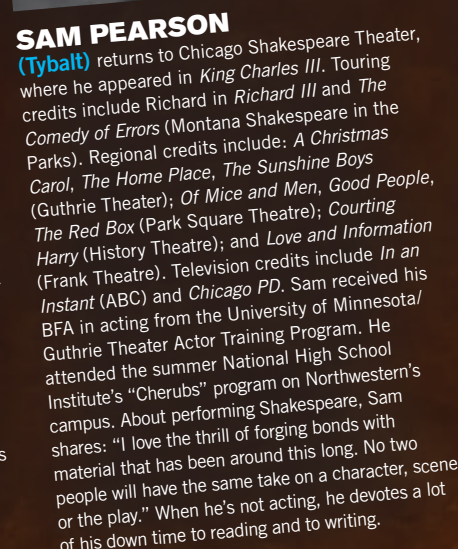 SAM PEARSON
(Tybalt) returns to Chicago Shakespeare Theater,
where he appeared in King Charles III. Touring
credits include Richard in Richard III and The
Comedy of Errors (Montana Shakespeare in the
Parks). Regional credits include: A Christmas
Carol, The Home Place, The Sunshine Boys
(Guthrie Theater); Of Mice and Men, Good People,
The Red Box (Park Square Theatre); Courting
Harry (History Theatre); and Love and Information
(Frank Theatre). Television credits include In an
Instant (ABC) and Chicago PD. Sam received his
BFA in acting from the University of Minnesota/
Guthrie Theater Actor Training Program. He
attended the summer National High School
Institute's “Cherubs” program on Northwestern's
campus. About performing Shakespeare, Sam
shares: “I love the thrill of forging bonds with
material that has been around this long. No two
people will have the same take on a character, scene
or the play.” When he's not acting, he devotes a lot
of his down time to reading and to writing.